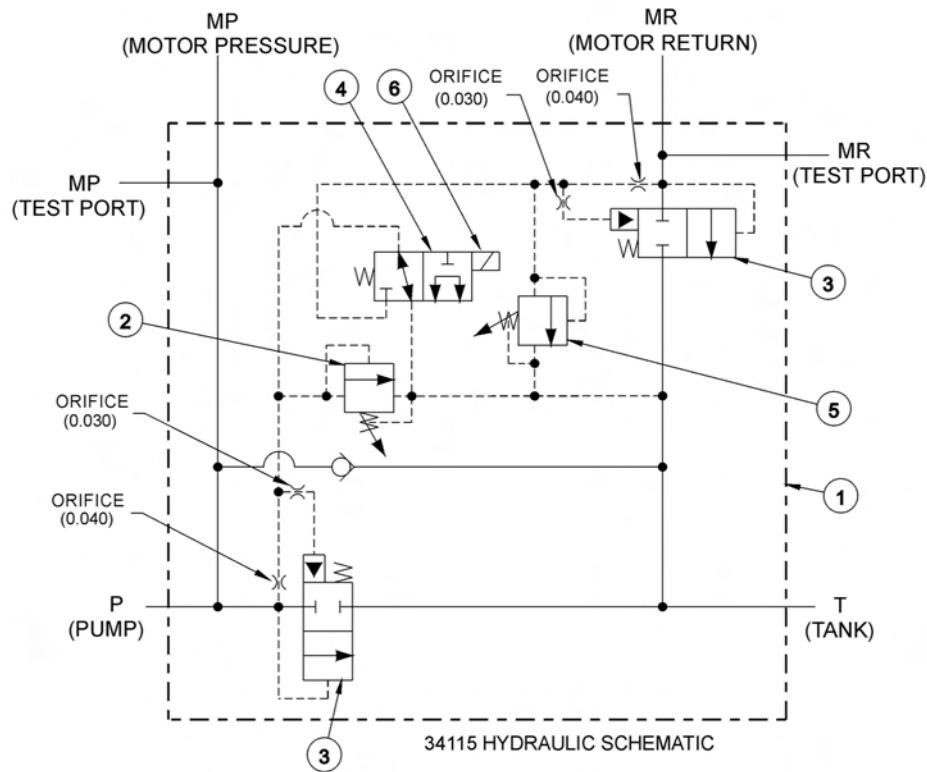 MP
(MOTOR PRESSURE)
MR
(MOTOR RETURN)
ORIFICE
(0.030)
ORIFICE
(0.040)
4
6
MP
(TEST PORT)
MR
(TEST PORT)
3
2
5
ORIFICE
(0.030)
ORIFICE
(0.040)
1
P
(PUMP)
T
(TANK)
3
34115 HYDRAULIC SCHEMATIC